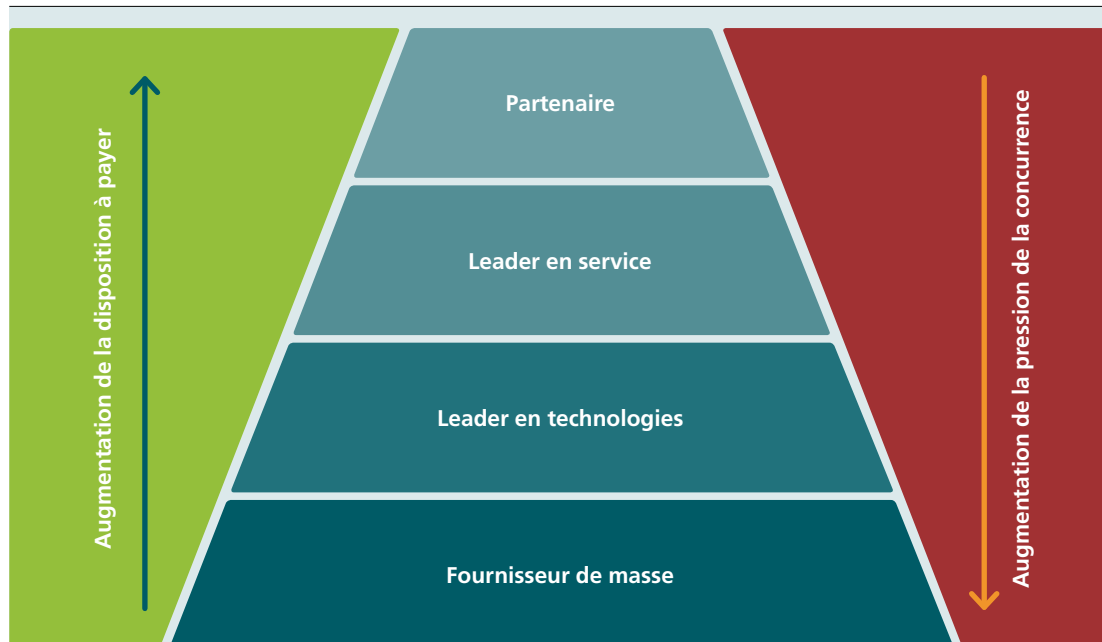 Augmentation de la disposition à payer
Partenaire
Leader en service
Leader en technologies
Fournisseur de masse
Augmentation de la pression de la concurrence